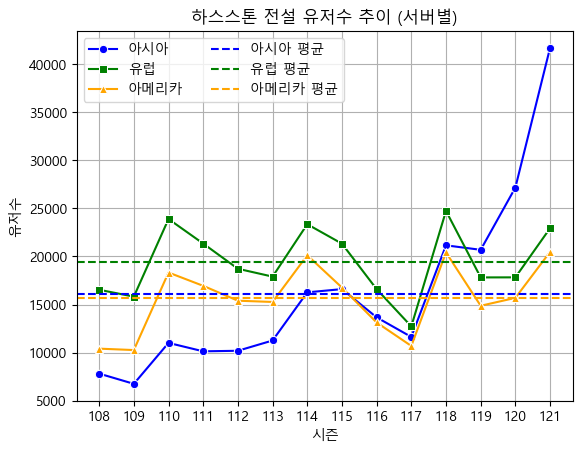 하스스톤 전설 유저수 추이 (서버별)
아시아
유럽
아메리카
아시아 평균
유럽 평균
아메리카 평균
유저수
40000
35000
30000
25000
20000
15000
10000
5000
108 109 110 111 112 113 114 115 116 117 118 119 120 121
시즌